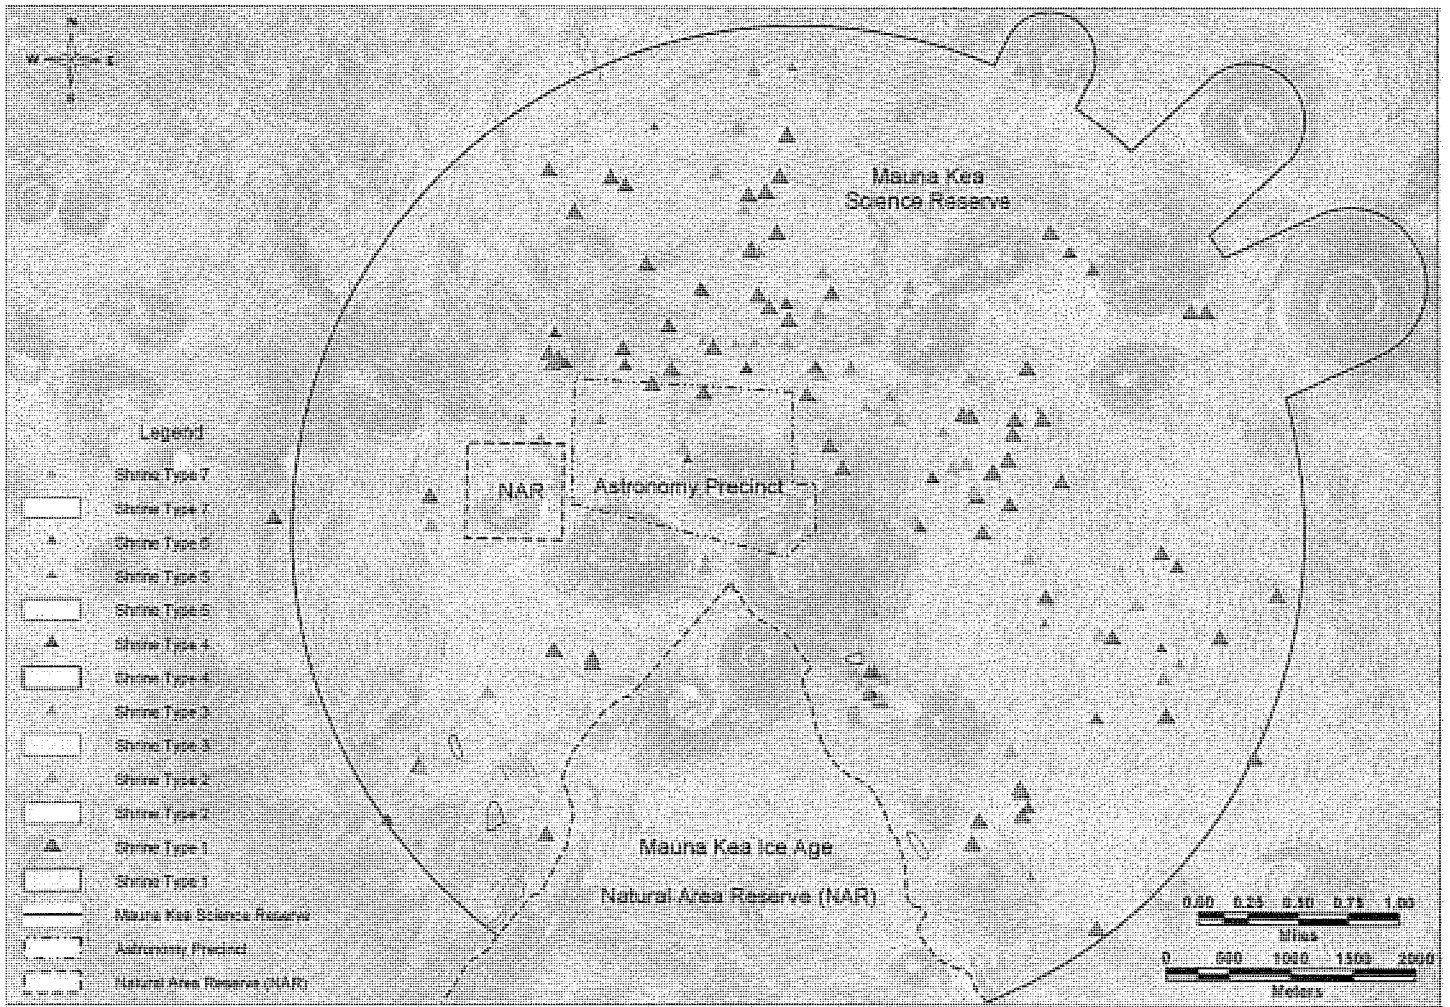 N
W E
S
Mauna Kea
Science Reserve
NAR
Astronomy Precinct
Mauna Kea Ice Age
Natural Area Reserve (NAR)
Legend
Shrine Type 7
Shrine Type 7
Shrine Type 6
Shrine Type 5
Shrine Type 5
Shrine Type 4
Shrine Type 4
Shrine Type 3
Shrine Type 3
Shrine Type 2
Shrine Type 2
Shrine Type 1
Shrine Type 1
Mauna Kea Science Reserve
Astronomy Precinct
Natural Area Reserve (NAR)
0.00 0.25 0.50 0.75 1.00
Miles
0 500 1000 1500 2000
Meters